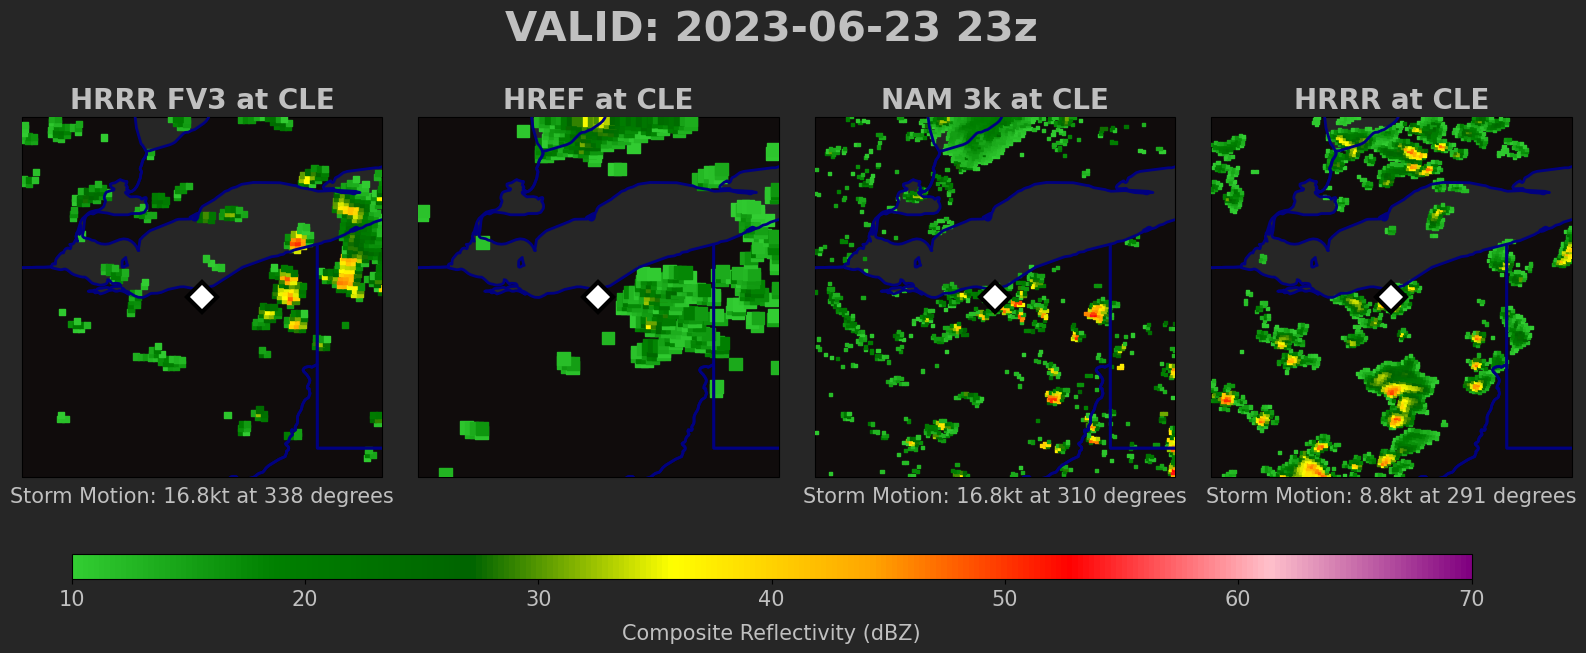 VALID: 2023-06-23 23z
HRRR FV3 at CLE
HREF at CLE
NAM 3k at CLE
HRRR at CLE
Storm Motion: 16.8kt at 338 degrees
Storm Motion: 16.8kt at 310 degrees
Storm Motion: 8.8kt at 291 degrees
10 20 30 40 50 60 70
Composite Reflectivity (dBZ)